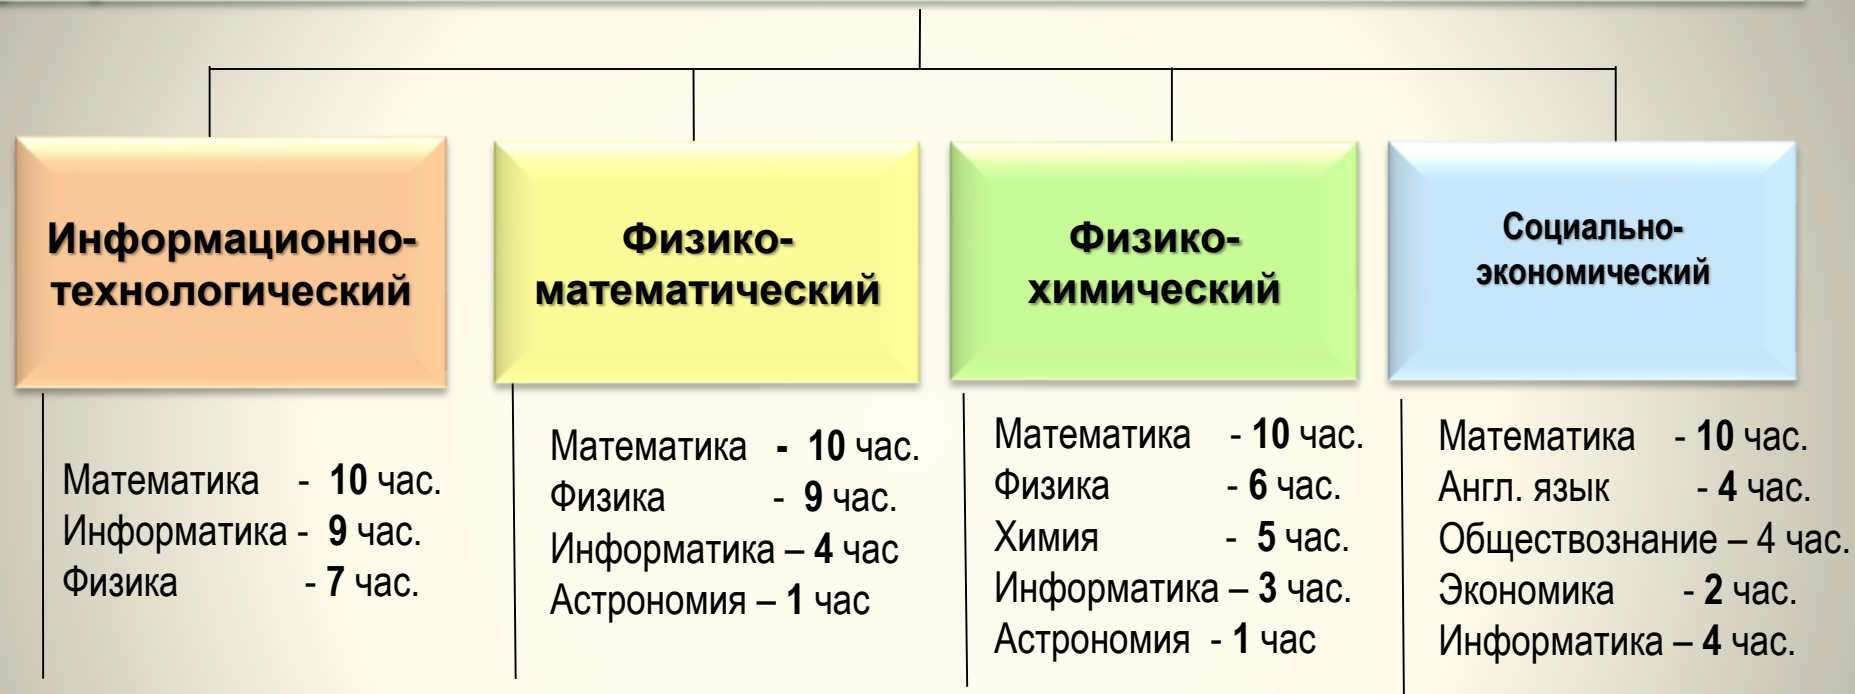 Информационно-
технологический
Физико-
математический
Физико-
химический
Социально-
экономический
Математика - 10 час.
Информатика - 9 час.
Физика - 7 час.
Математика - 10 час.
Физика - 9 час.
Информатика – 4 час
Астрономия – 1 час
Математика - 10 час.
Физика - 6 час.
Химия - 5 час.
Информатика – 3 час.
Астрономия - 1 час
Математика - 10 час.
Англ. язык - 4 час.
Обществознание – 4 час.
Экономика - 2 час.
Информатика – 4 час.